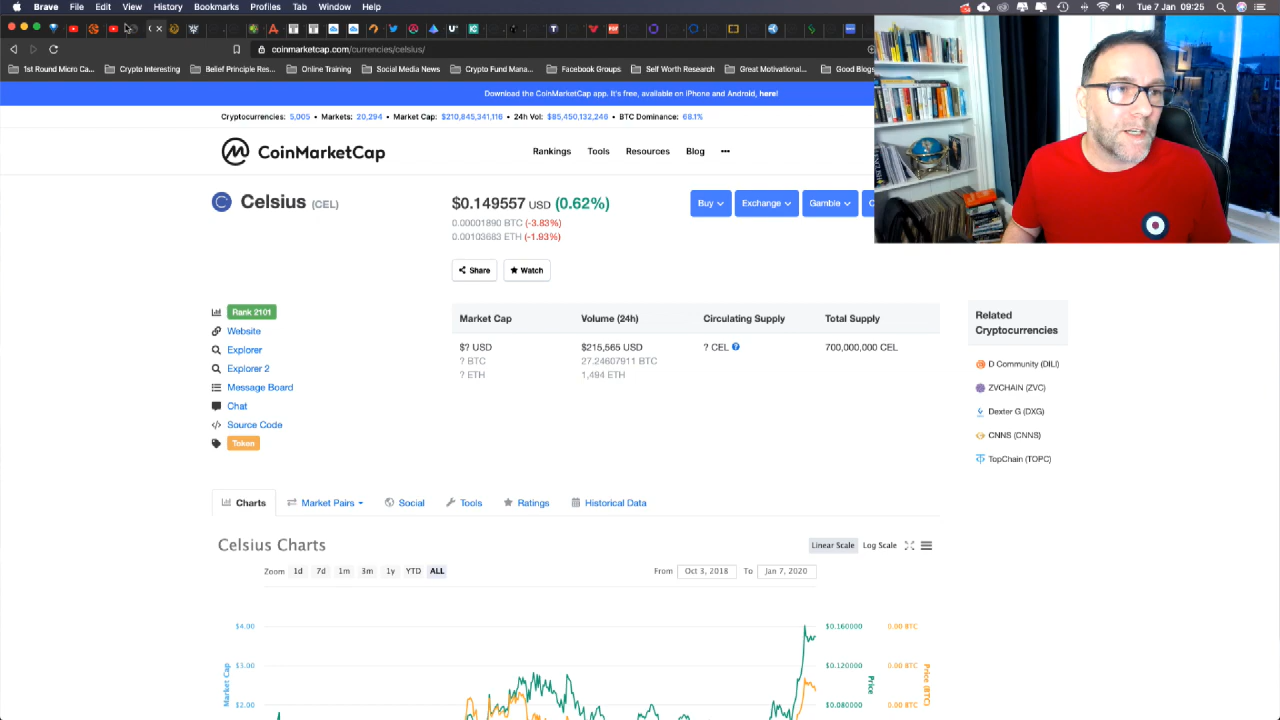 Brave File Edit View History Bookmarks
coinmarketcap.com/currencies/celsius/
1st Round Micro Ca... Crypto Interesting Belief Principle Res... Online Training Social Media News Crypto Fund Mana... Facebook Groups Self Worth Research Great Motivational... Good Blogs
Download the CoinMarketCap app. It's free, available on iPhone and Android, here!
Cryptocurrencies: 5,005 • Markets: 20,294 • Market Cap: $210,845,341,116 • 24h Vol: $85,450,132,246 • BTC Dominance: 68.1%
CoinMarketCap Rankings Tools Resources Blog
Celsius (CEL) $0.149557 USD (0.62%) Buy Exchange Gamble
0.00001890 BTC (-3.83%)
0.00103683 ETH (-1.93%)
Share Watch
Rank 2101
Website
Explorer
Explorer 2
Message Board
Chat
Source Code
Token
Market Cap Volume (24h) Circulating Supply Total Supply
$? USD $215,565 USD ? CEL 700,000,000 CEL
? BTC 27.24607911 BTC
? ETH 1,494 ETH
Related
Cryptocurrencies
D Community (DILI)
ZVCHAIN (ZVC)
Dexter G (DXG)
CNNS (CNNS)
TopChain (TOPC)
Charts Market Pairs Social Tools Ratings Historical Data
Celsius Charts Linear Scale Log Scale
Zoom 1d 7d 1m 3m 1y YTD ALL From Oct 3, 2018 To Jan 7, 2020
$4.00 $0.160000 0.00 BTC
$3.00 $0.120000 0.00 BTC
$2.00 $0.080000 0.00 BTC
Market Cap
Price
Price (BTC)